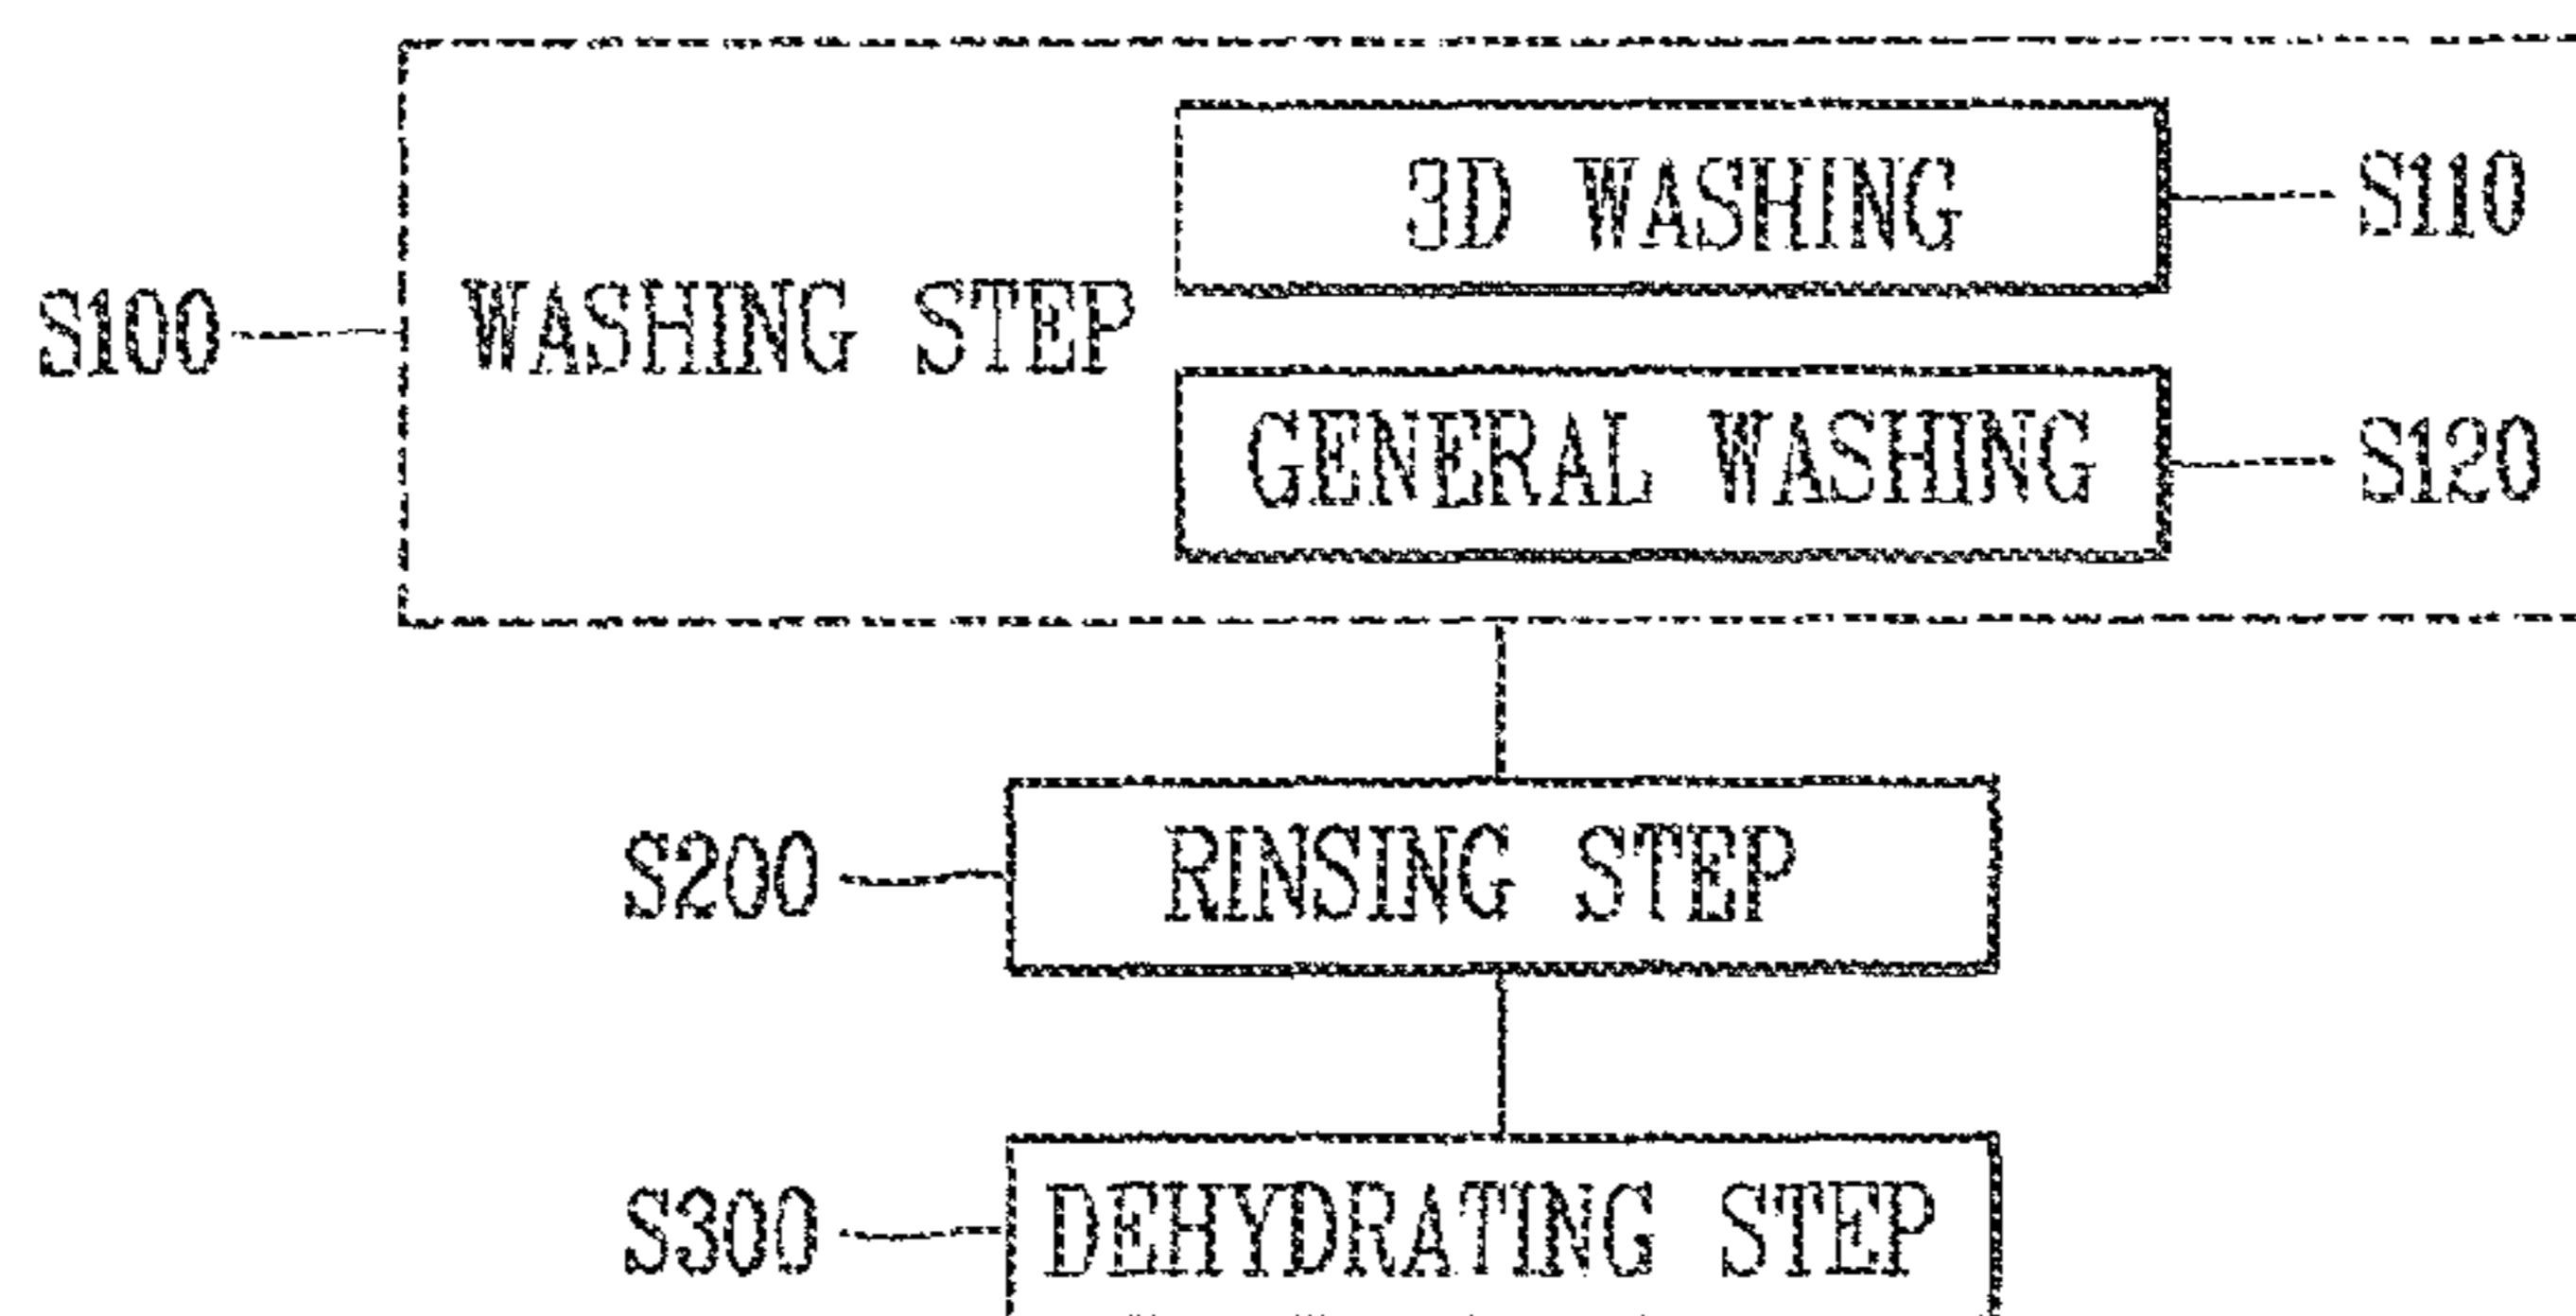 3D WASHING S110
S100 WASHING STEP
GENERAL WASHING S120
S200 RINSING STEP
S300 DEHYDRATING STEP